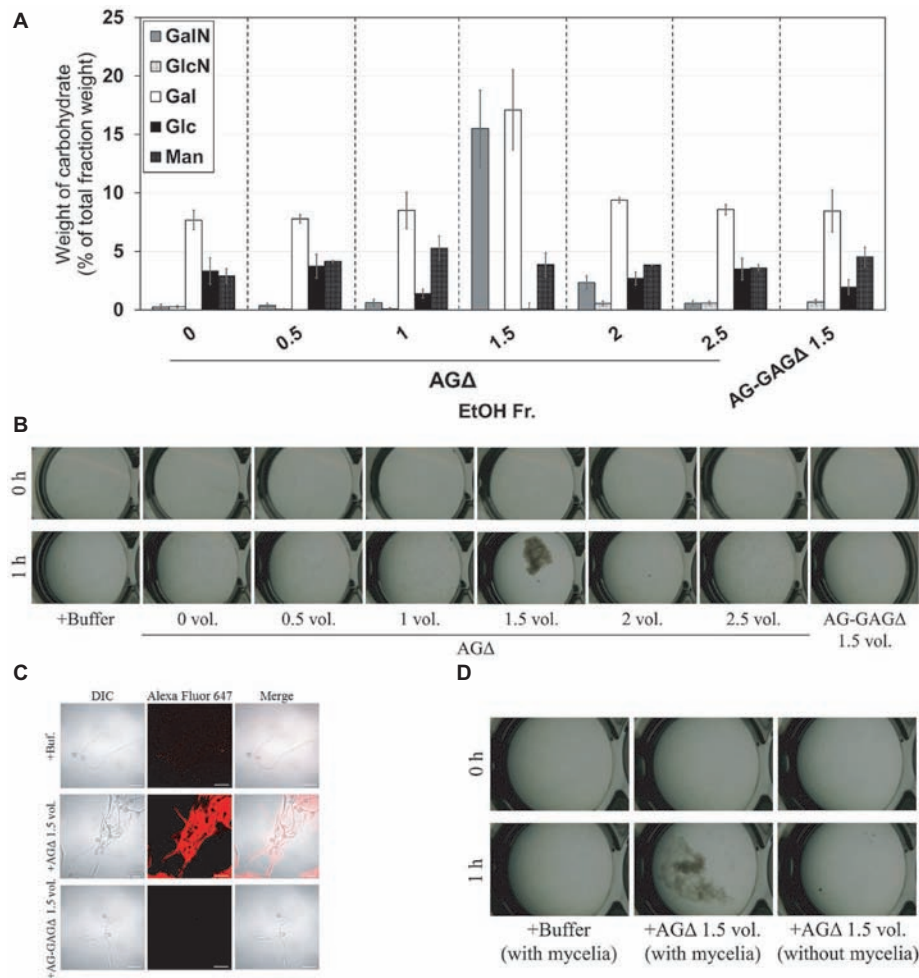 A
GalN
GlcN
Gal
Glc
Man
Weight of carbohydrate
(% of total fraction weight)
25
20
15
10
5
0
0 0.5 1 1.5 2 2.5 AG-GAGΔ 1.5
AGΔ
EtOH Fr.
B
0 h
1 h
+Buffer 0 vol. 0.5 vol. 1 vol. 1.5 vol. 2 vol. 2.5 vol. AG-GAGΔ
1.5 vol.
AGΔ
C
DIC Alexa Fluor 647 Merge
+Buf.
+AGΔ 1.5 vol.
+AG-GAGΔ 1.5 vol.
D
0 h
1 h
+Buffer +AGΔ 1.5 vol. +AGΔ 1.5 vol.
(with mycelia) (with mycelia) (without mycelia)